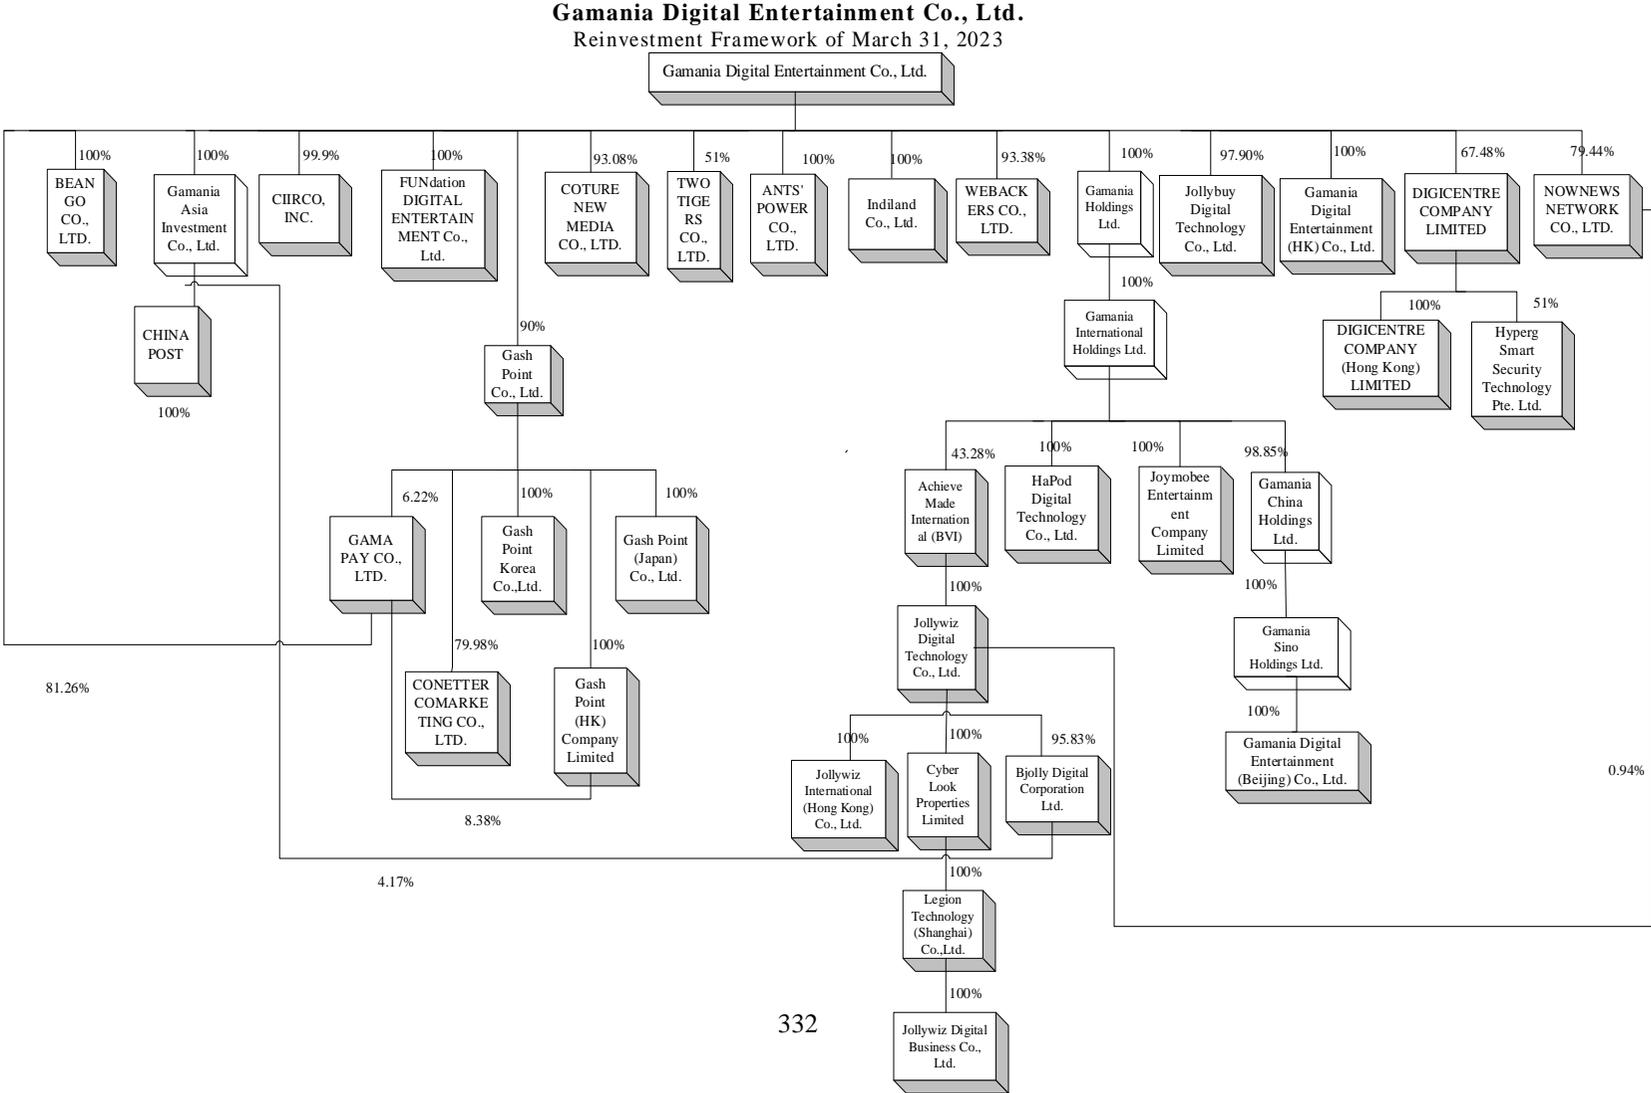 Gamania Digital Entertainment Co., Ltd.
Reinvestment Framework of March 31, 2023
Gamania Digital Entertainment Co., Ltd.
100%
BEAN
GO
CO.,
LTD.
100%
Gamania
Asia
Investment
Co., Ltd.
99.9%
CIIRCO,
INC.
100%
FUNdation
DIGITAL
ENTERTAIN
MENT Co.,
Ltd.
93.08%
COTURE
NEW
MEDIA
CO., LTD.
51%
TWO
TIGE
RS
CO.,
LTD.
100%
ANTS'
POWER
CO.,
LTD.
100%
Indiland
Co., Ltd.
93.38%
WEBACK
ERS CO.,
LTD.
100%
Gamania
Holdings
Ltd.
97.90%
Jollybuy
Digital
Technology
Co., Ltd.
100%
Gamania
Digital
Entertainment
(HK) Co., Ltd.
67.48%
DIGICENTRE
COMPANY
LIMITED
79.44%
NOWNEWS
NETWORK
CO., LTD.
CHINA
POST
100%
90%
Gash
Point
Co., Ltd.
100%
Gamania
International
Holdings Ltd.
100%
DIGICENTRE
COMPANY
(Hong Kong)
LIMITED
51%
Hyperg
Smart
Security
Technology
Pte. Ltd.
6.22%
GAMA
PAY CO.,
LTD.
100%
Gash
Point
Korea
Co.,Ltd.
100%
Gash Point
(Japan)
Co., Ltd.
43.28%
Achieve
Made
Internation
al (BVI)
100%
HaPod
Digital
Technology
Co., Ltd.
100%
Joymobee
Entertainm
ent
Company
Limited
98.85%
Gamania
China
Holdings
Ltd.
81.26%
79.98%
CONETTER
COMARKE
TING CO.,
LTD.
100%
Gash
Point
(HK)
Company
Limited
8.38%
100%
Jollywiz
Digital
Technology
Co., Ltd.
100%
Gamania
Sino
Holdings Ltd.
100%
Jollywiz
International
(Hong Kong)
Co., Ltd.
100%
Cyber
Look
Properties
Limited
95.83%
Bjolly Digital
Corporation
Ltd.
100%
Gamania Digital
Entertainment
(Beijing) Co., Ltd.
0.94%
4.17%
100%
Legion
Technology
(Shanghai)
Co.,Ltd.
100%
Jollywiz Digital
Business Co.,
Ltd.
332